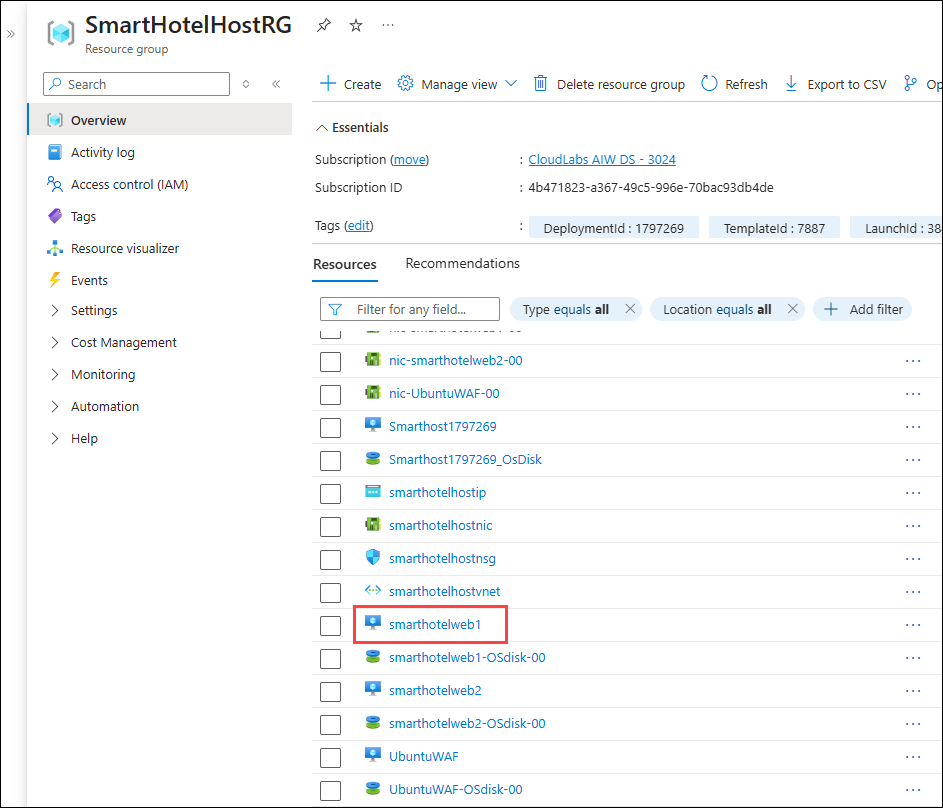 SmartHotelHostRG
Resource group
Search
Create Manage view Delete resource group Refresh Export to CSV
Overview
Activity log
Access control (IAM)
Tags
Resource visualizer
Events
Settings
Cost Management
Monitoring
Automation
Help
Essentials
Subscription (move) : CloudLabs AIW DS - 3024
Subscription ID : 4b471823-a367-49c5-996e-70bac93db4de
Tags (edit) : DeploymentId : 1797269 TemplateId : 7887 LaunchId : 38
Resources Recommendations
Filter for any field... Type equals all Location equals all Add filter
nic-smarthotelweb2-00
nic-UbuntuWAF-00
Smarthost1797269
Smarthost1797269_OsDisk
smarthotelhostip
smarthotelhostnic
smarthotelhostnsg
smarthotelhostvnet
smarthotelweb1
smarthotelweb1-OSdisk-00
smarthotelweb2
smarthotelweb2-OSdisk-00
UbuntuWAF
UbuntuWAF-OSdisk-00